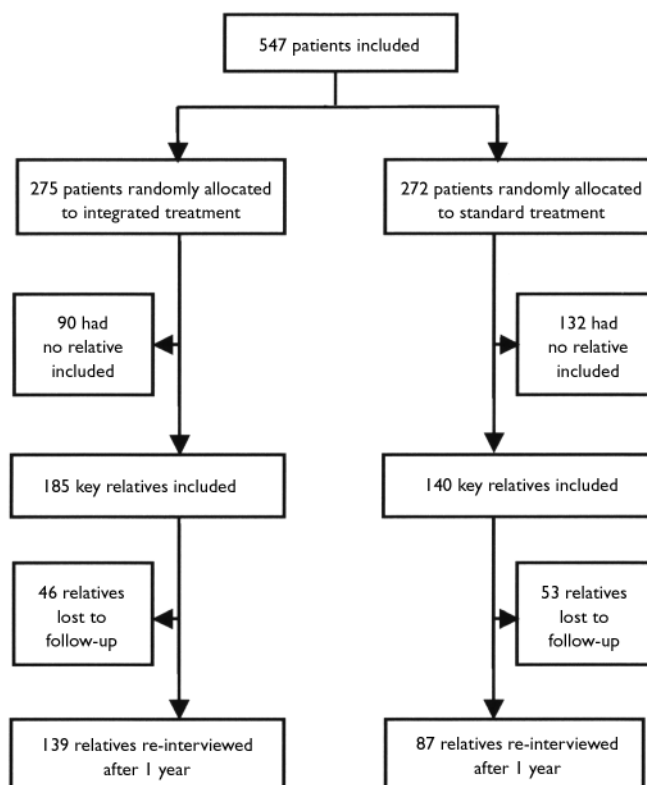 547 patients included
275 patients randomly allocated
to integrated treatment
272 patients randomly allocated
to standard treatment
90 had
no relative
included
132 had
no relative
included
185 key relatives included
140 key relatives included
46 relatives
lost to
follow-up
53 relatives
lost to
follow-up
139 relatives re-interviewed
after 1 year
87 relatives re-interviewed
after 1 year